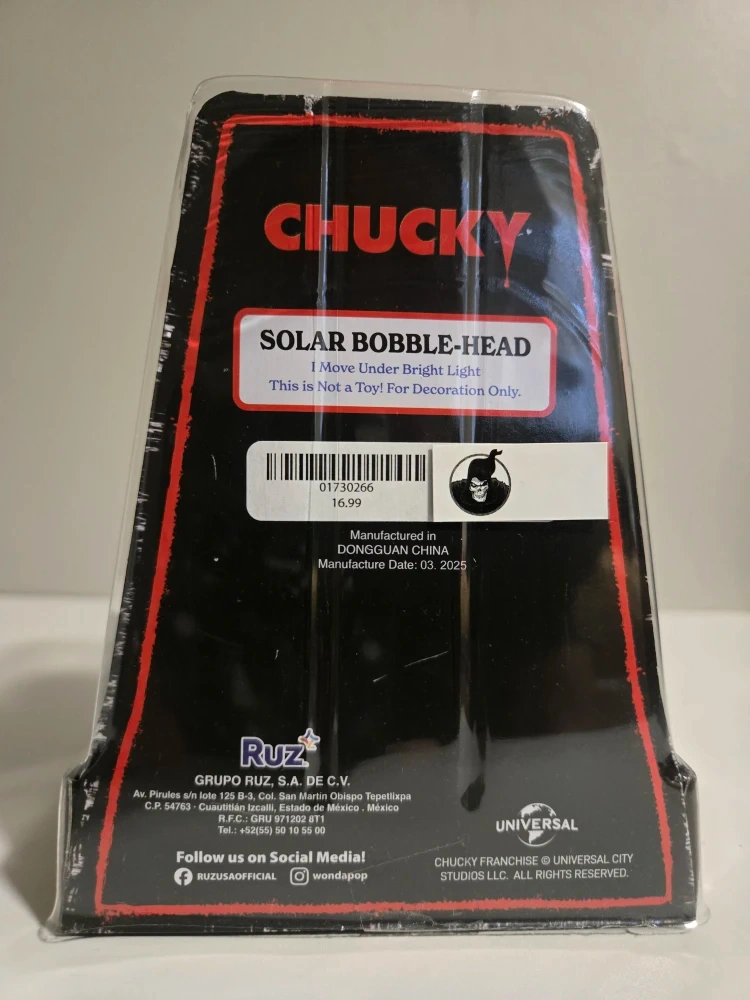 CHUCKY
SOLAR BOBBLE-HEAD
I Move Under Bright Light
This is Not a Toy! For Decoration Only.
01730266
16.99
Manufactured in
DONGGUAN CHINA
Manufacture Date: 03. 2025
RUZ
GRUPO RUZ, S.A. DE C.V.
Av. Pirules s/n lote 125 B-3, Col. San Martín Obispo Tepetlixpa
C.P. 54763 · Cuautitlán Izcalli, Estado de México . México
R.F.C.: GRU 971202 8T1
Tel.: +52(55) 50 10 55 00
Follow us on Social Media!
RUZUSAOFFICIAL wondapop
UNIVERSAL
CHUCKY FRANCHISE © UNIVERSAL CITY
STUDIOS LLC. ALL RIGHTS RESERVED.